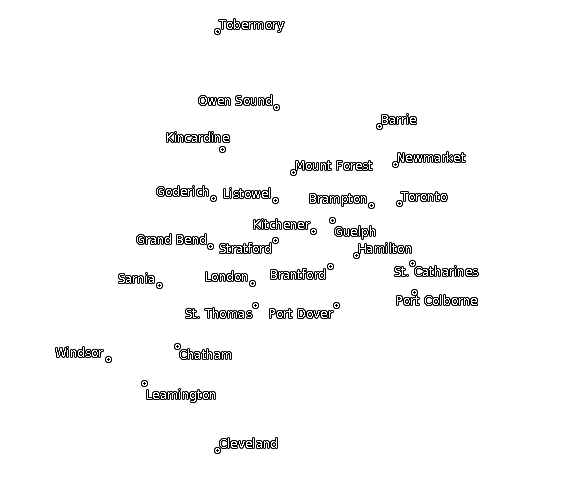 Tobermory
Owen Sound
Barrie
Kincardine
Newmarket
Mount Forest
Goderich
Listowel
Brampton
Toronto
Kitchener
Guelph
Grand Bend
Stratford
Hamilton
Sarnia
London
Brantford
St. Catharines
Port Colborne
St. Thomas
Port Dover
Windsor
Chatham
Leamington
Cleveland